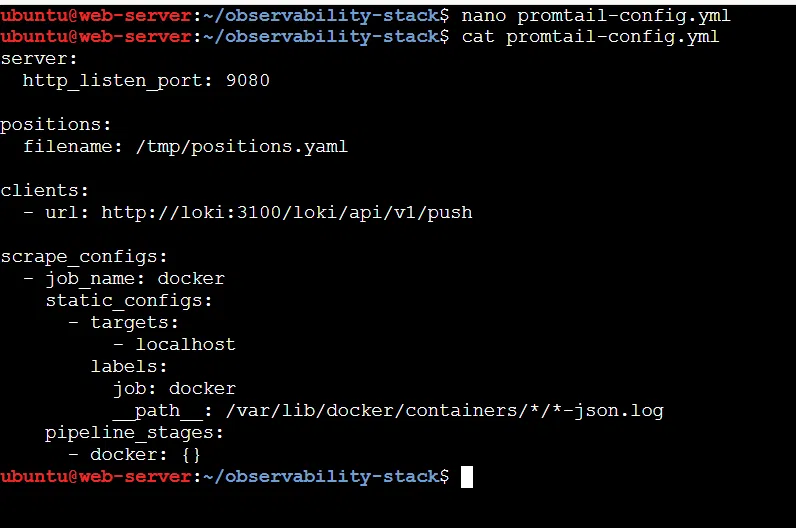 ubuntu@web-server:~/observability-stack$ nano promtail-config.yml
ubuntu@web-server:~/observability-stack$ cat promtail-config.yml
server:
  http_listen_port: 9080

positions:
  filename: /tmp/positions.yaml

clients:
  - url: http://loki:3100/loki/api/v1/push

scrape_configs:
  - job_name: docker
    static_configs:
      - targets:
          - localhost
        labels:
          job: docker
          __path__: /var/lib/docker/containers/*/*-json.log
    pipeline_stages:
      - docker: {}
ubuntu@web-server:~/observability-stack$